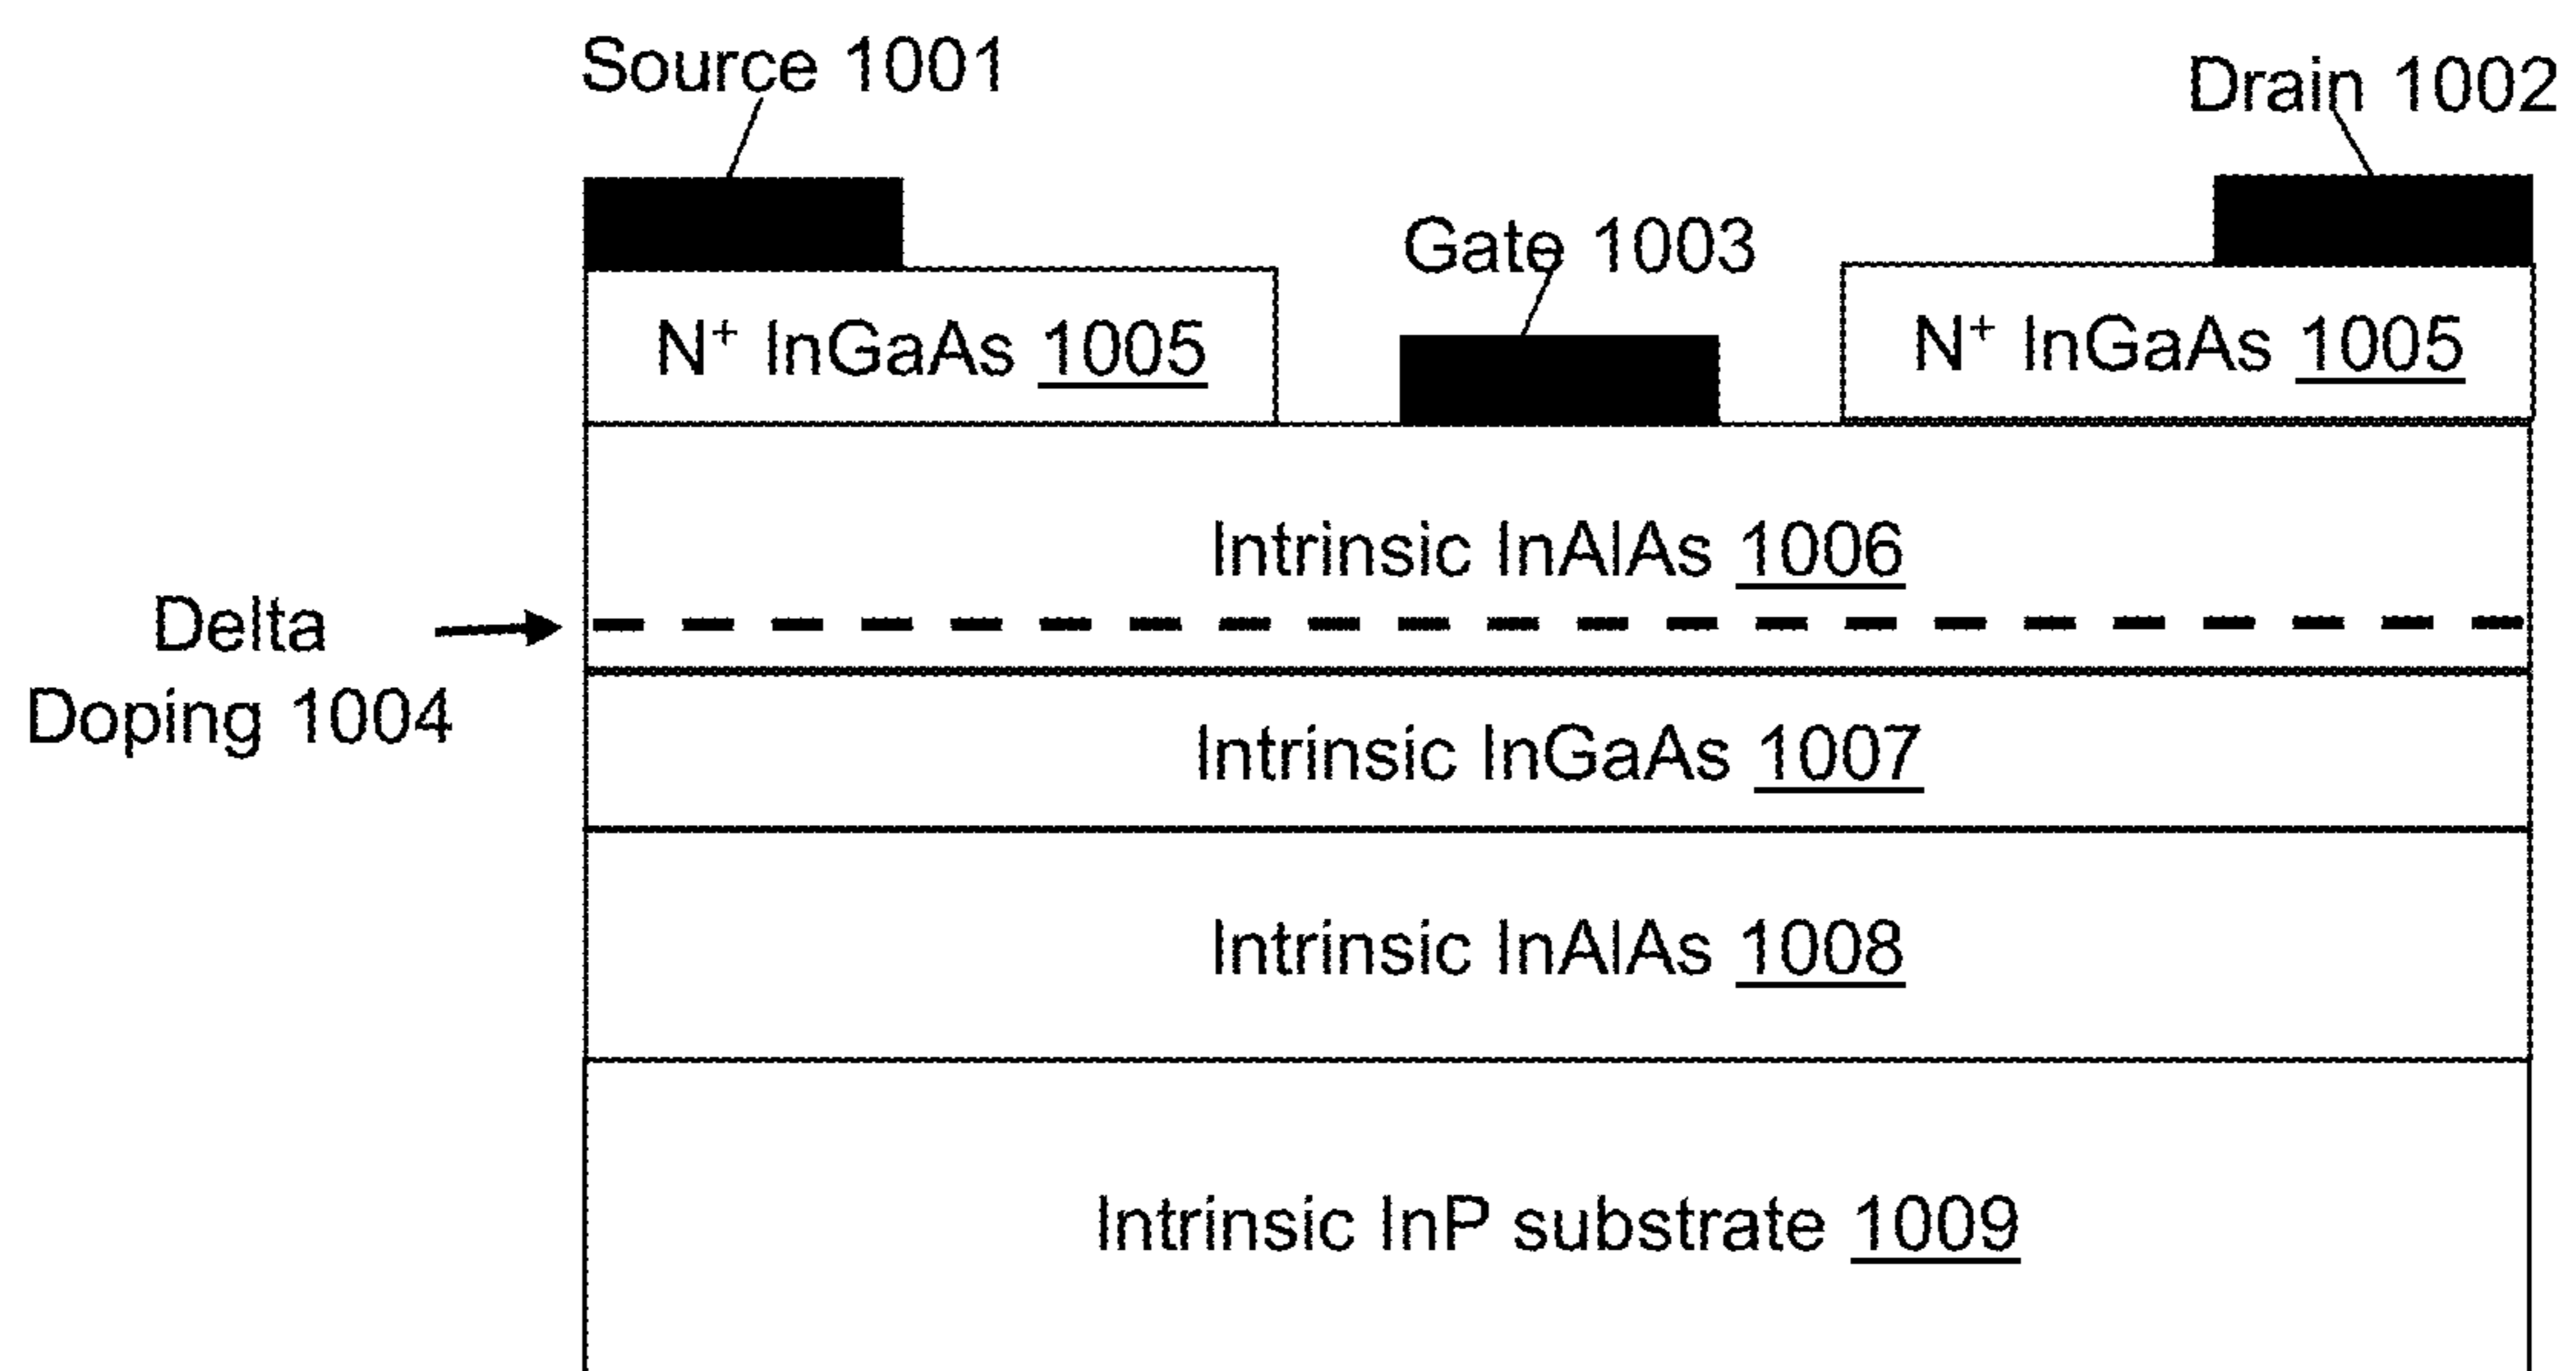 Source 1001
Drain 1002
Gate 1003
N⁺ InGaAs 1005
N⁺ InGaAs 1005
Intrinsic InAlAs 1006
Delta
Doping 1004
Intrinsic InGaAs 1007
Intrinsic InAlAs 1008
Intrinsic InP substrate 1009